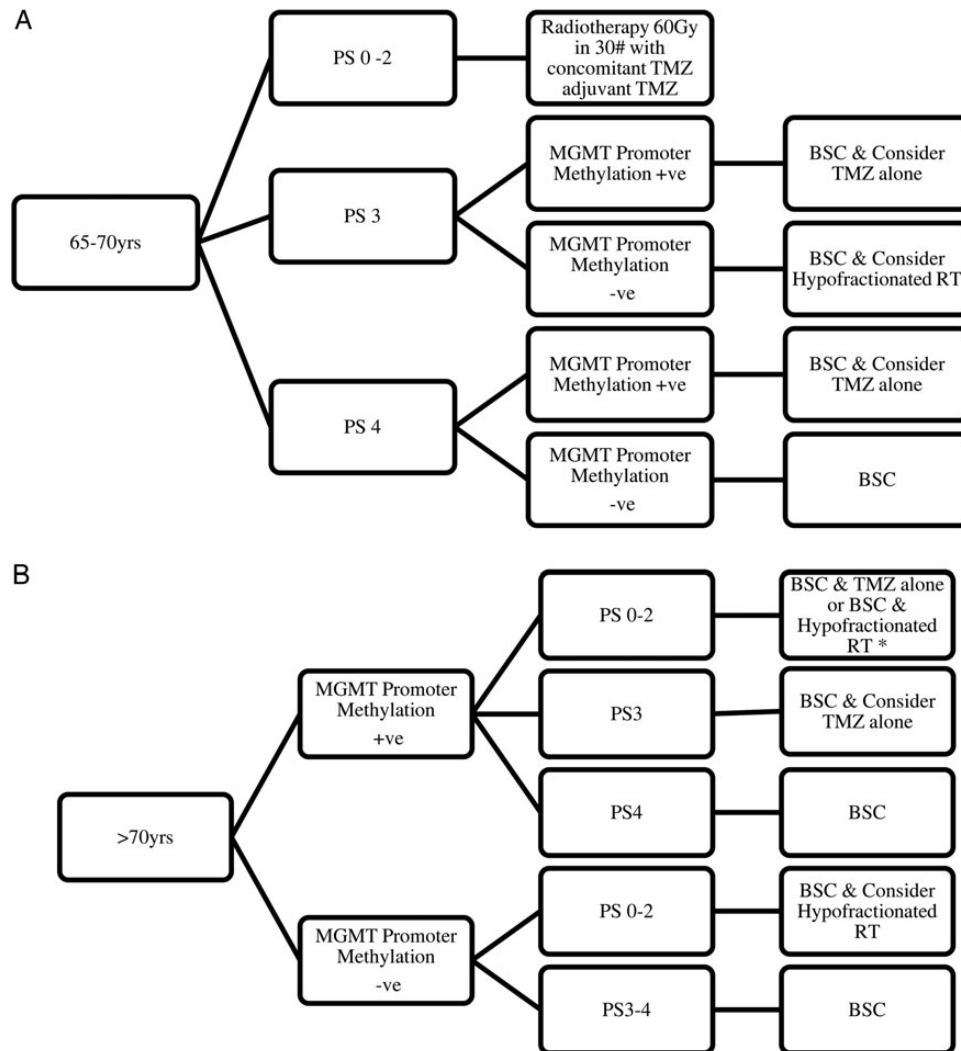 A
PS 0 -2
Radiotherapy 60Gy
in 30# with
concomitant TMZ
adjuvant TMZ
65-70yrs
PS 3
MGMT Promoter
Methylation +ve
BSC & Consider
TMZ alone
MGMT Promoter
Methylation
-ve
BSC & Consider
Hypofractionated RT
PS 4
MGMT Promoter
Methylation +ve
BSC & Consider
TMZ alone
MGMT Promoter
Methylation
-ve
BSC
B
>70yrs
MGMT Promoter
Methylation
+ve
PS 0-2
BSC & TMZ alone
or BSC &
Hypofractionated
RT *
PS3
BSC & Consider
TMZ alone
PS4
BSC
MGMT Promoter
Methylation
-ve
PS 0-2
BSC & Consider
Hypofractionated
RT
PS3-4
BSC